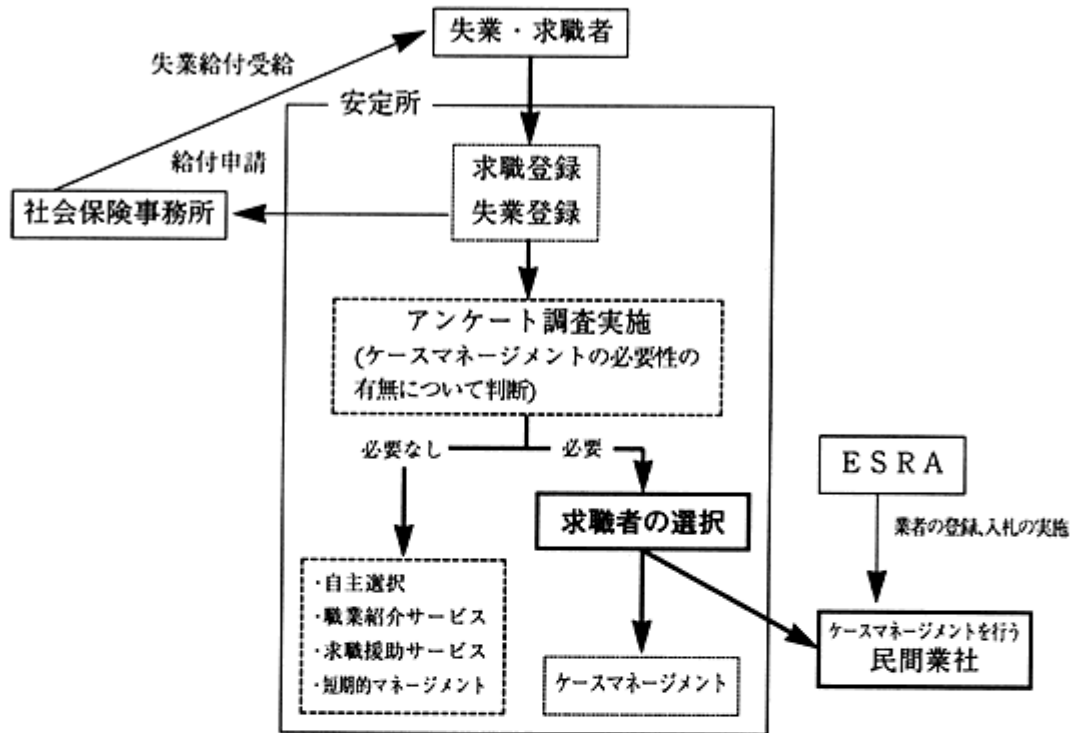 失業・求職者
失業給付受給
安定所
給付申請
求職登録
失業登録
社会保険事務所
アンケート調査実施
(ケースマネージメントの必要性の
有無について判断)
必要なし
必要
ESRA
求職者の選択
業者の登録、入札の実施
・自主選択
・職業紹介サービス
・求職援助サービス
・短期的マネージメント
ケースマネージメント
ケースマネージメントを行う
民間業社